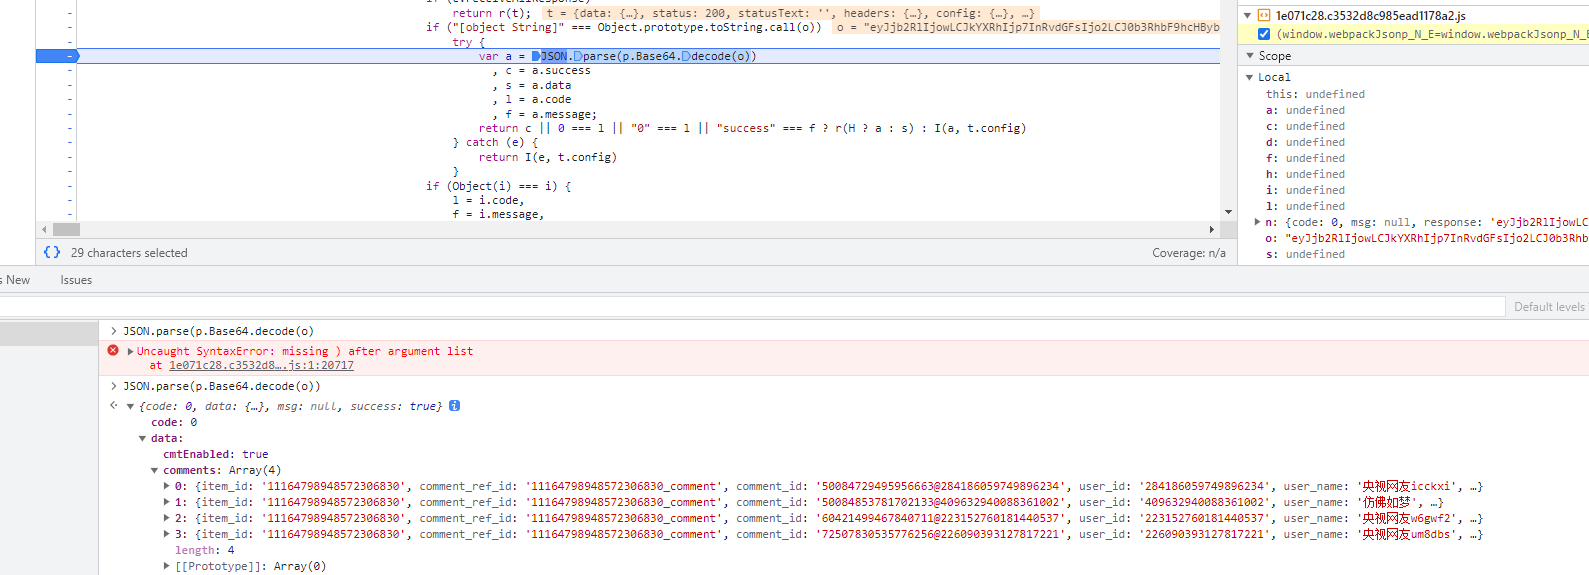 if (t.receiveAllResponse)
return r(t); t = {data: {…}, status: 200, statusText: '', headers: {…}, config: {…}, …}
if ("[object String]" === Object.prototype.toString.call(o)) o = "eyJjb2RlIjowLCJkYXRhIjp7InRvdGFsIjo2LCJ0b3RhbF9hcHByb
try {
var a = JSON.parse(p.Base64.decode(o))
, c = a.success
, s = a.data
, l = a.code
, f = a.message;
return c || 0 === l || "0" === l || "success" === f ? r(H ? a : s) : I(a, t.config)
} catch (e) {
return I(e, t.config)
}
if (Object(i) === i) {
l = i.code,
f = i.message,
{} 29 characters selected
Coverage: n/a
1e071c28.c3532d8c985ead1178a2.js
(window.webpackJsonp_N_E=window.webpackJsonp_N_E
Scope
Local
this: undefined
a: undefined
c: undefined
d: undefined
f: undefined
h: undefined
i: undefined
l: undefined
n: {code: 0, msg: null, response: 'eyJjb2RlIjowLC
o: "eyJjb2RlIjowLCJkYXRhIjp7InRvdGFsIjo2LCJ0b3Rhb
s: undefined
s New Issues
Default levels
JSON.parse(p.Base64.decode(o)
Uncaught SyntaxError: missing ) after argument list
at 1e071c28.c3532d8….js:1:20717
JSON.parse(p.Base64.decode(o))
{code: 0, data: {…}, msg: null, success: true}
code: 0
data:
cmtEnabled: true
comments: Array(4)
0: {item_id: '11164798948572306830', comment_ref_id: '11164798948572306830_comment', comment_id: '50084729495956663@284186059749896234', user_id: '284186059749896234', user_name: '央视网友icckxi', …}
1: {item_id: '11164798948572306830', comment_ref_id: '11164798948572306830_comment', comment_id: '50084853781702133@409632940088361002', user_id: '409632940088361002', user_name: '仿佛如梦', …}
2: {item_id: '11164798948572306830', comment_ref_id: '11164798948572306830_comment', comment_id: '60421499467840711@223152760181440537', user_id: '223152760181440537', user_name: '央视网友w6gwf2', …}
3: {item_id: '11164798948572306830', comment_ref_id: '11164798948572306830_comment', comment_id: '72507830535776256@226090393127817221', user_id: '226090393127817221', user_name: '央视网友um8dbs', …}
length: 4
[[Prototype]]: Array(0)